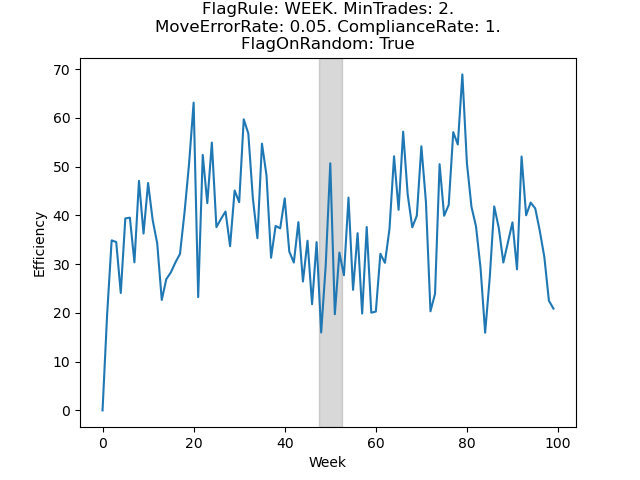 FlagRule: WEEK. MinTrades: 2.
MoveErrorRate: 0.05. ComplianceRate: 1.
FlagOnRandom: True
70
60
50
40
30
20
10
0
Efficiency
0 20 40 60 80 100
Week